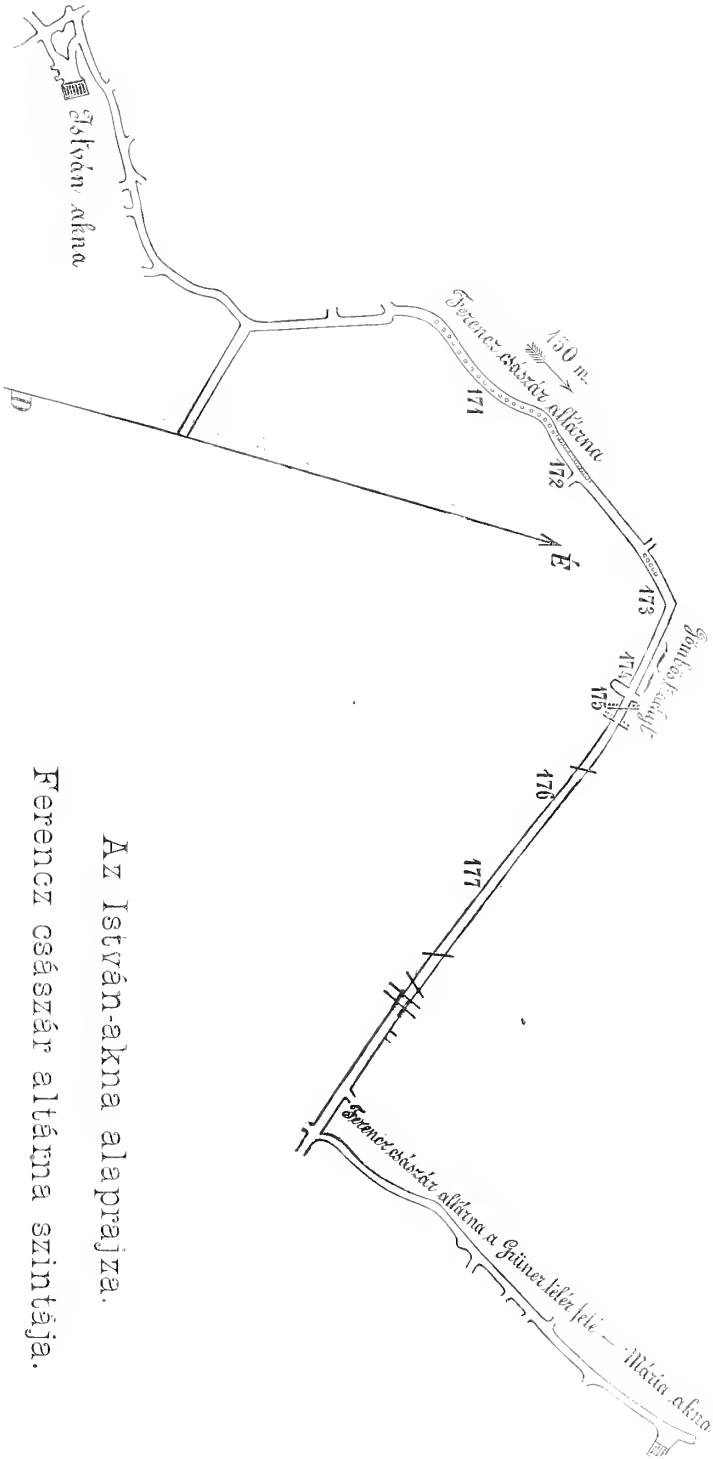 István akna
Ferencz császár altárna
150 m.
171
172
173
174
175
176
177
D
É
Ferencz császár altárna a Grüner telér felé — Mária akna
Az István-akna alaprajza.
Ferencz császár altárna szintája.